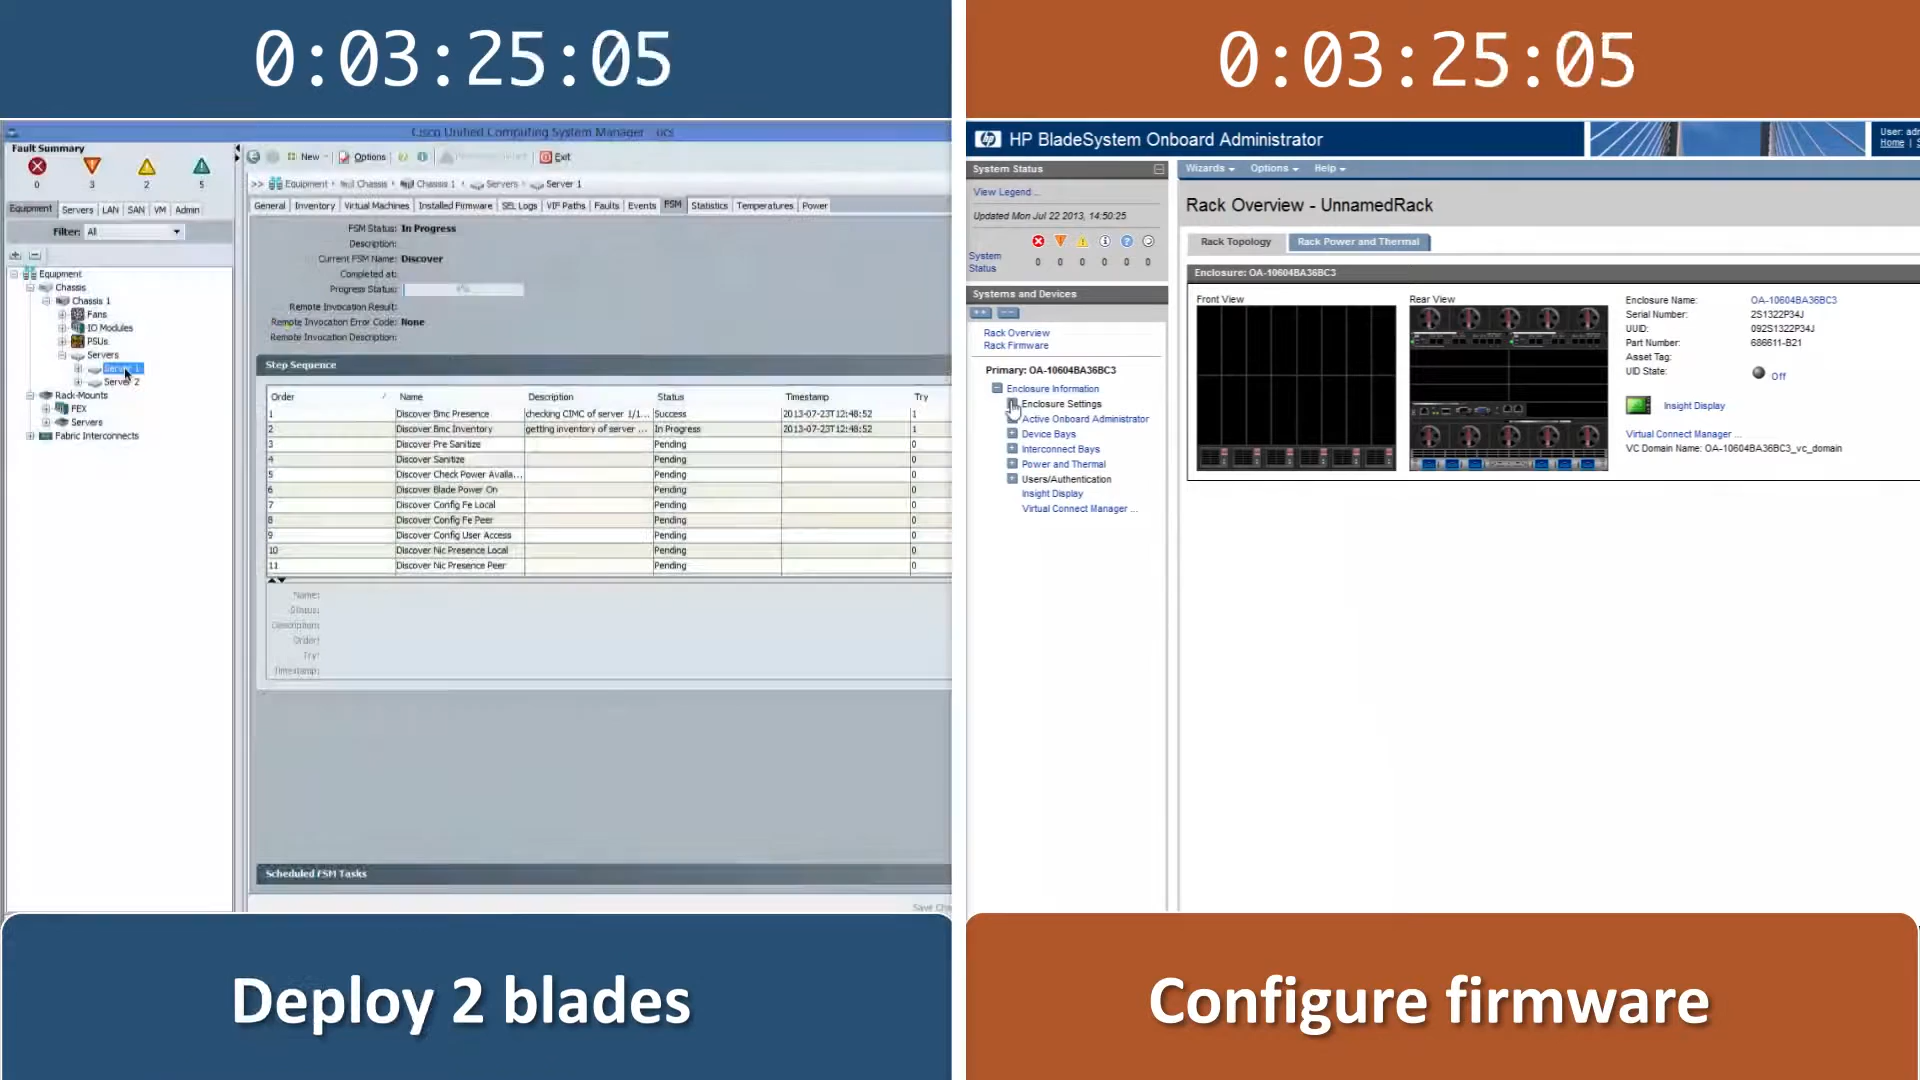 0:03:25:05
Cisco Unified Computing System Manager - ucs
Fault Summary
0 3 2 5
Equipment Servers LAN SAN VM Admin
Filter: All
Equipment
Chassis
Chassis 1
Fans
IO Modules
PSUs
Servers
Server 1
Server 2
Rack-Mounts
FEX
Servers
Fabric Interconnects
New Options Exit
>> Equipment Chassis Chassis 1 Servers Server 1
General Inventory Virtual Machines Installed Firmware SEL Logs VIF Paths Faults Events FSM Statistics Temperatures Power
FSM Status: In Progress
Description:
Current FSM Name: Discover
Completed at:
Progress Status:
Remote Invocation Result:
Remote Invocation Error Code: None
Remote Invocation Description:
Step Sequence
Order Name Description Status Timestamp Try
1 Discover Bmc Presence checking CIMC of server 1/1... Success 2013-07-23T12:48:52 1
2 Discover Bmc Inventory getting inventory of server ... In Progress 2013-07-23T12:48:52 1
3 Discover Pre Sanitize Pending 0
4 Discover Sanitize Pending 0
5 Discover Check Power Availa... Pending 0
6 Discover Blade Power On Pending 0
7 Discover Config Fe Local Pending 0
8 Discover Config Fe Peer Pending 0
9 Discover Config User Access Pending 0
10 Discover Nic Presence Local Pending 0
11 Discover Nic Presence Peer Pending 0
Name:
Status:
Description:
Order:
Try:
Timestamp:
Scheduled FSM Tasks
Save Cha
Deploy 2 blades
0:03:25:05
hp HP BladeSystem Onboard Administrator
User: adm
Home | S
System Status
View Legend...
Updated Mon Jul 22 2013, 14:50:25
System
Status
0 0 0 0 0 0
Systems and Devices
Rack Overview
Rack Firmware
Primary: OA-10604BA36BC3
Enclosure Information
Enclosure Settings
Active Onboard Administrator
Device Bays
Interconnect Bays
Power and Thermal
Users/Authentication
Insight Display
Virtual Connect Manager ...
Wizards Options Help
Rack Overview - UnnamedRack
Rack Topology Rack Power and Thermal
Enclosure: OA-10604BA36BC3
Front View
Rear View
Enclosure Name: OA-10604BA36BC3
Serial Number: 2S1322P34J
UUID: 092S1322P34J
Part Number: 686611-B21
Asset Tag:
UID State: Off
Insight Display
Virtual Connect Manager ...
VC Domain Name: OA-10604BA36BC3_vc_domain
Configure firmware